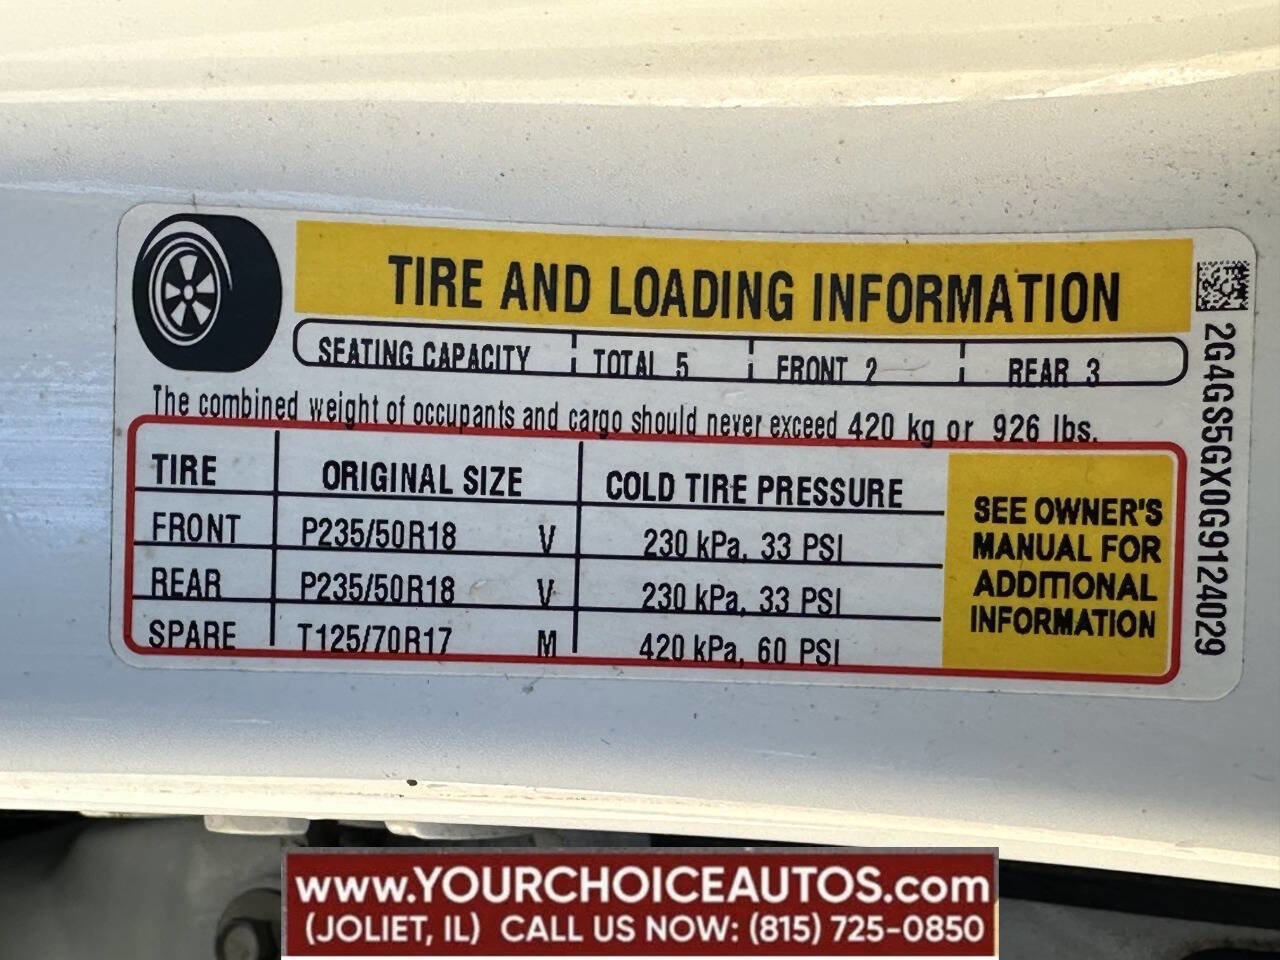 TIRE AND LOADING INFORMATION
SEATING CAPACITY TOTAL 5 FRONT 2 REAR 3
The combined weight of occupants and cargo should never exceed 420 kg or 926 lbs.
TIRE ORIGINAL SIZE COLD TIRE PRESSURE
FRONT P235/50R18 V 230 kPa, 33 PSI
REAR P235/50R18 V 230 kPa, 33 PSI
SPARE T125/70R17 M 420 kPa, 60 PSI
SEE OWNER'S
MANUAL FOR
ADDITIONAL
INFORMATION
2G4GS5GX0G9124029
www.YOURCHOICEAUTOS.com
(JOLIET, IL) CALL US NOW: (815) 725-0850